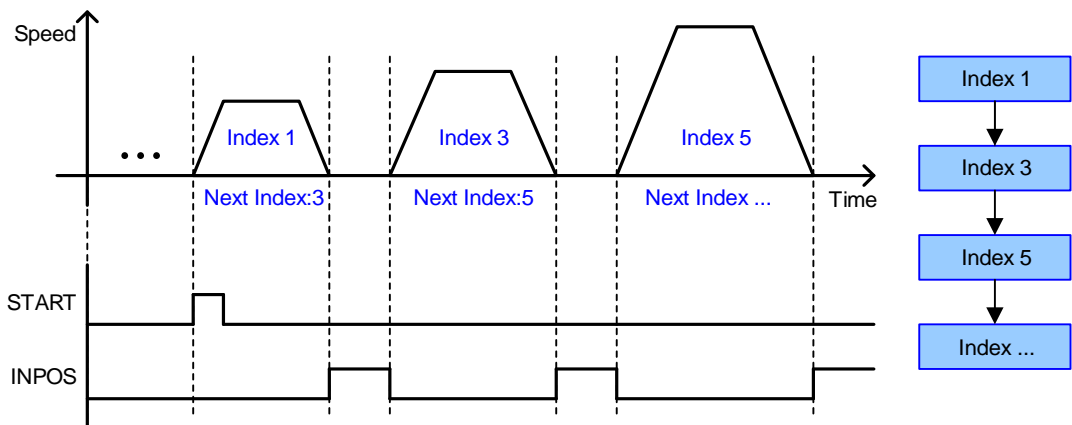 Speed
Index 1
Index 3
Index 5
...
Next Index:3
Next Index:5
Next Index ...
Time
START
INPOS
Index 1
Index 3
Index 5
Index ...